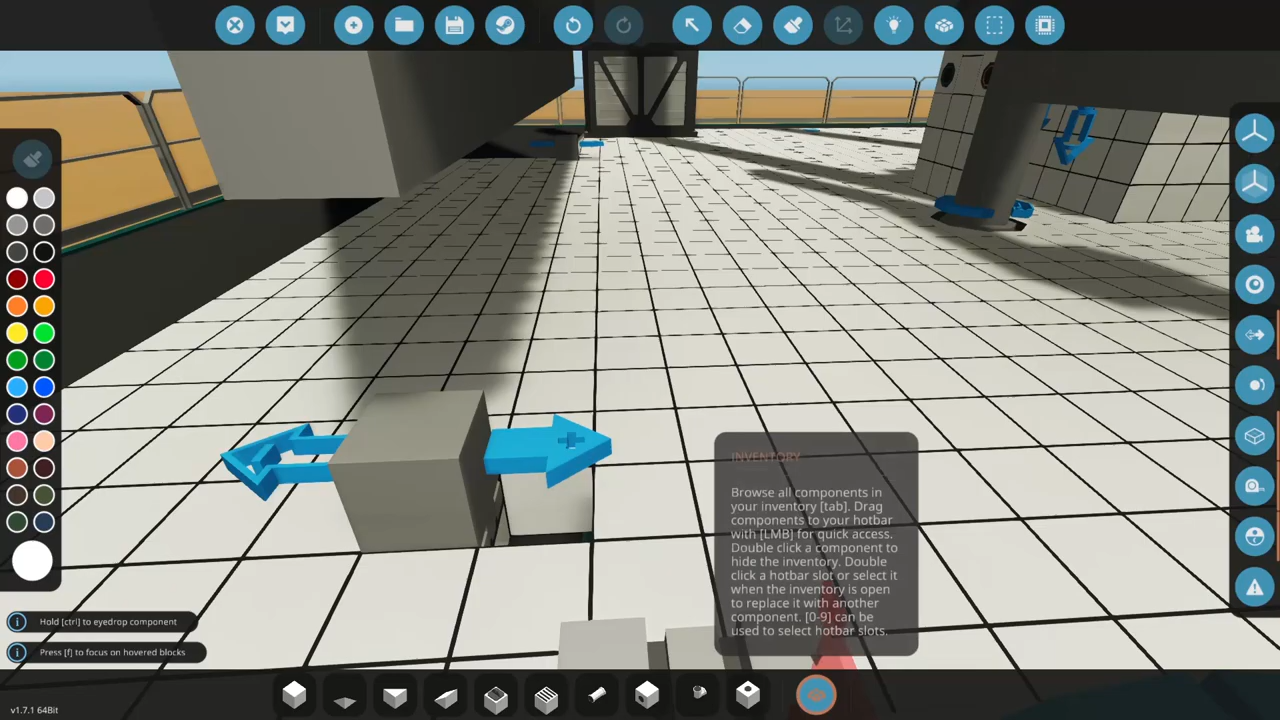 INVENTORY
Browse all components in
your inventory [tab]. Drag
components to your hotbar
with [LMB] for quick access.
Double click a component to
hide the inventory. Double
click a hotbar slot or select it
when the inventory is open
to replace it with another
component. [0-9] can be
used to select hotbar slots.
Hold [ctrl] to eyedrop component
Press [f] to focus on hovered blocks
v1.7.1 64Bit